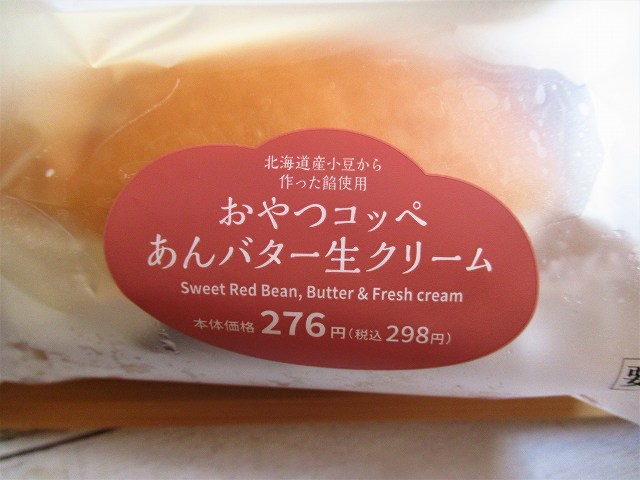 北海道産小豆から
作った餡使用
おやつコッペ
あんバター生クリーム
Sweet Red Bean, Butter & Fresh cream
本体価格 276円(税込298円)
要